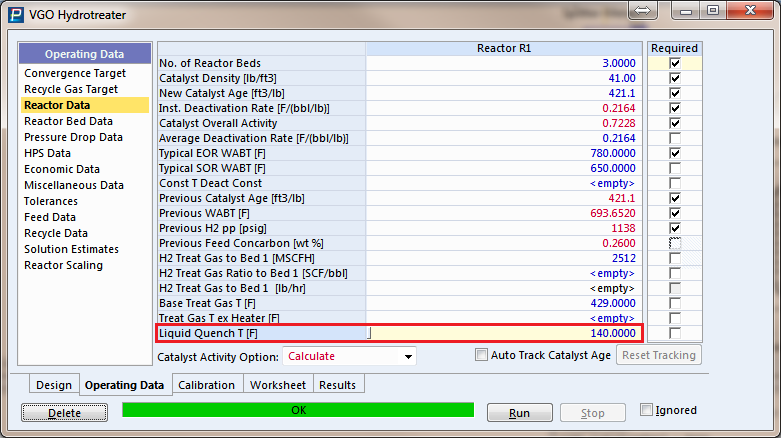 VGO Hydrotreater
Operating Data
Convergence Target
Recycle Gas Target
Reactor Data
Reactor Bed Data
Pressure Drop Data
HPS Data
Economic Data
Miscellaneous Data
Tolerances
Feed Data
Recycle Data
Solution Estimates
Reactor Scaling
Reactor R1 Required
No. of Reactor Beds 3.0000
Catalyst Density [lb/ft3] 41.00
New Catalyst Age [ft3/lb] 421.1
Inst. Deactivation Rate [F/(bbl/lb)] 0.2164
Catalyst Overall Activity 0.7228
Average Deactivation Rate [F/(bbl/lb)] 0.2164
Typical EOR WABT [F] 780.0000
Typical SOR WABT [F] 650.0000
Const T Deact Const <empty>
Previous Catalyst Age [ft3/lb] 421.1
Previous WABT [F] 693.6520
Previous H2 pp [psig] 1138
Previous Feed Concarbon [wt %] 0.2600
H2 Treat Gas to Bed 1 [MSCFH] 2512
H2 Treat Gas Ratio to Bed 1 [SCF/bbl] <empty>
H2 Treat Gas to Bed 1 [lb/hr] <empty>
Base Treat Gas T [F] 429.0000
Treat Gas T ex Heater [F] <empty>
Liquid Quench T [F] 140.0000
Catalyst Activity Option: Calculate Auto Track Catalyst Age Reset Tracking
Design Operating Data Calibration Worksheet Results
Delete OK Run Stop Ignored